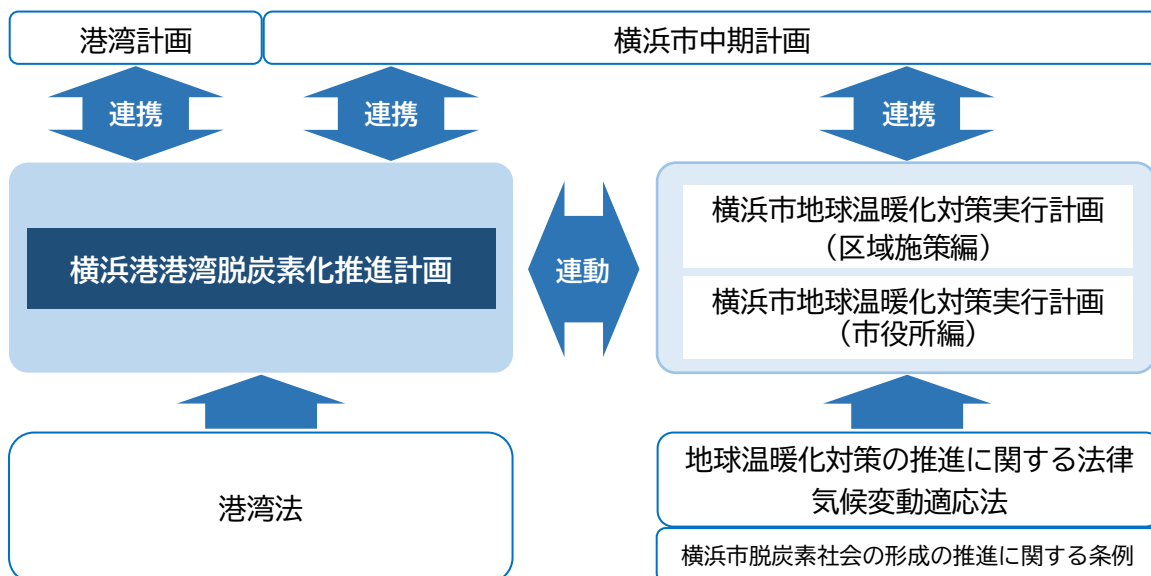 港湾計画
横浜市中期計画
連携
連携
連携
横浜港港湾脱炭素化推進計画
連動
横浜市地球温暖化対策実行計画
（区域施策編）
横浜市地球温暖化対策実行計画
（市役所編）
港湾法
地球温暖化対策の推進に関する法律
気候変動適応法
横浜市脱炭素社会の形成の推進に関する条例